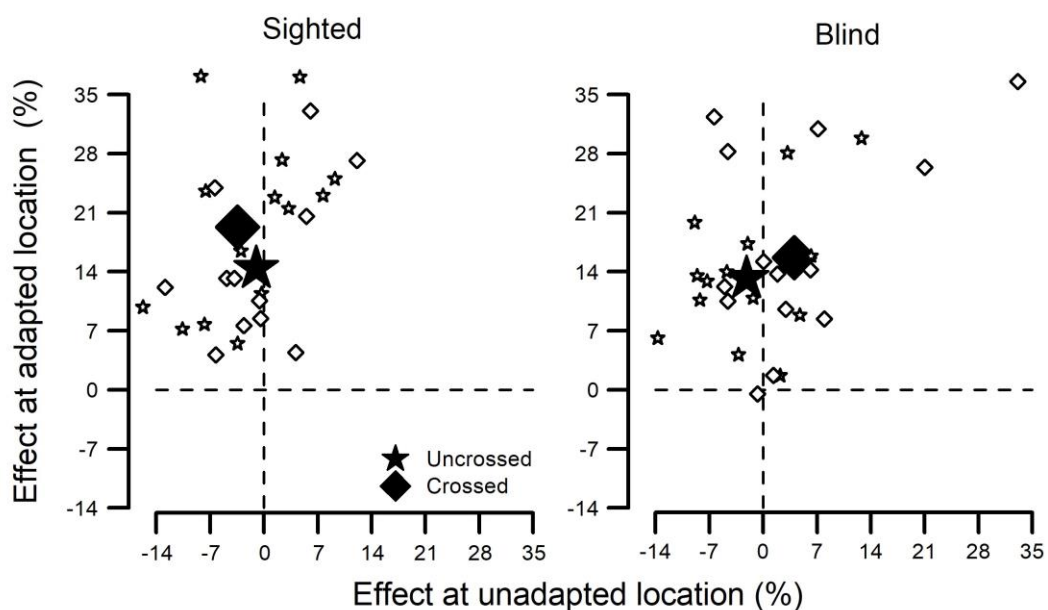 Sighted
Blind
Effect at adapted location (%)
35
28
21
14
7
0
-7
-14
-14 -7 0 7 14 21 28 35
Uncrossed
Crossed
35
28
21
14
7
0
-7
-14
-14 -7 0 7 14 21 28 35
Effect at unadapted location (%)